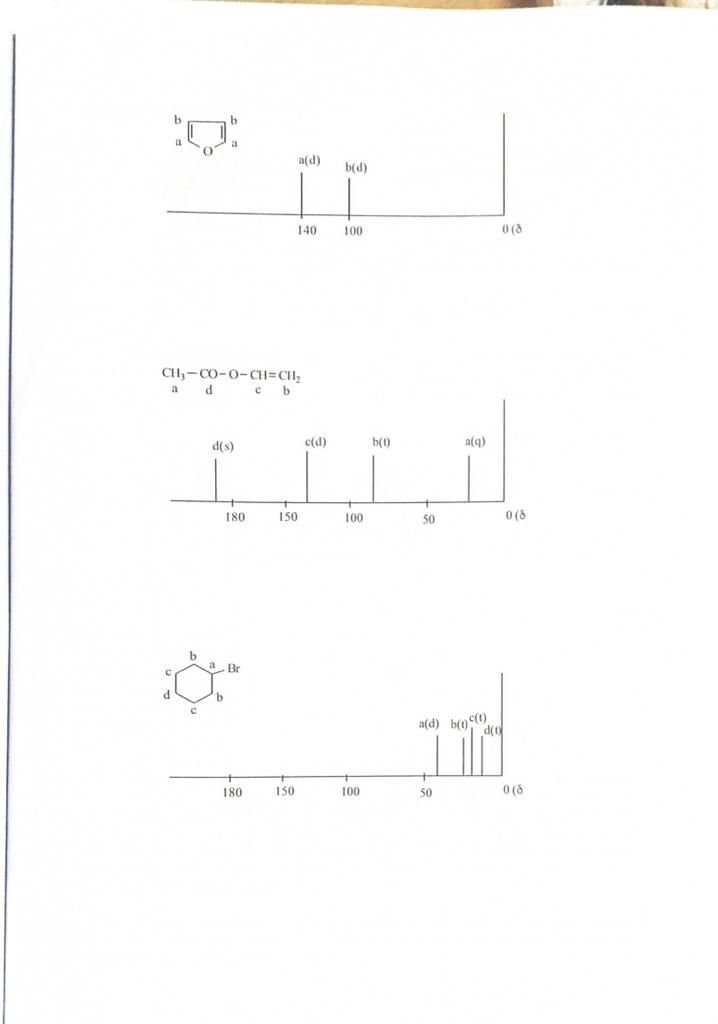 b b
a a
O
a(d) b(d)
140 100 0 (δ
CH₃—CO—O—CH=CH₂
a d c b
d(s) c(d) b(t) a(q)
180 150 100 50 0 (δ
b
c a Br
d b
c
a(d) b(t) c(t) d(t)
180 150 100 50 0 (δ